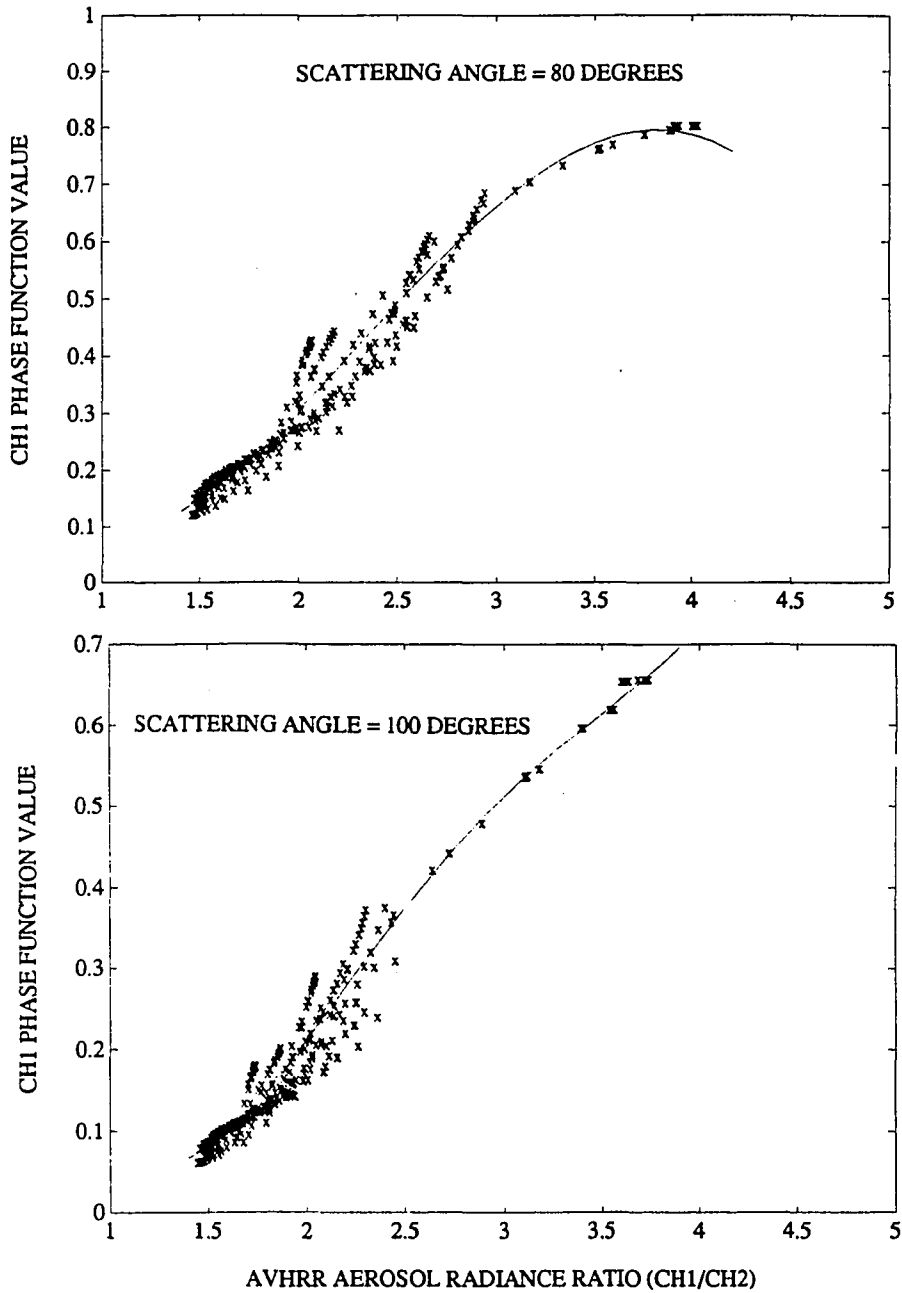 1
0.9
SCATTERING ANGLE = 80 DEGREES
0.8
0.7
0.6
0.5
0.4
0.3
0.2
0.1
0
CH1 PHASE FUNCTION VALUE
1 1.5 2 2.5 3 3.5 4 4.5 5
0.7
SCATTERING ANGLE = 100 DEGREES
0.6
0.5
0.4
0.3
0.2
0.1
0
CH1 PHASE FUNCTION VALUE
1 1.5 2 2.5 3 3.5 4 4.5 5
AVHRR AEROSOL RADIANCE RATIO (CH1/CH2)